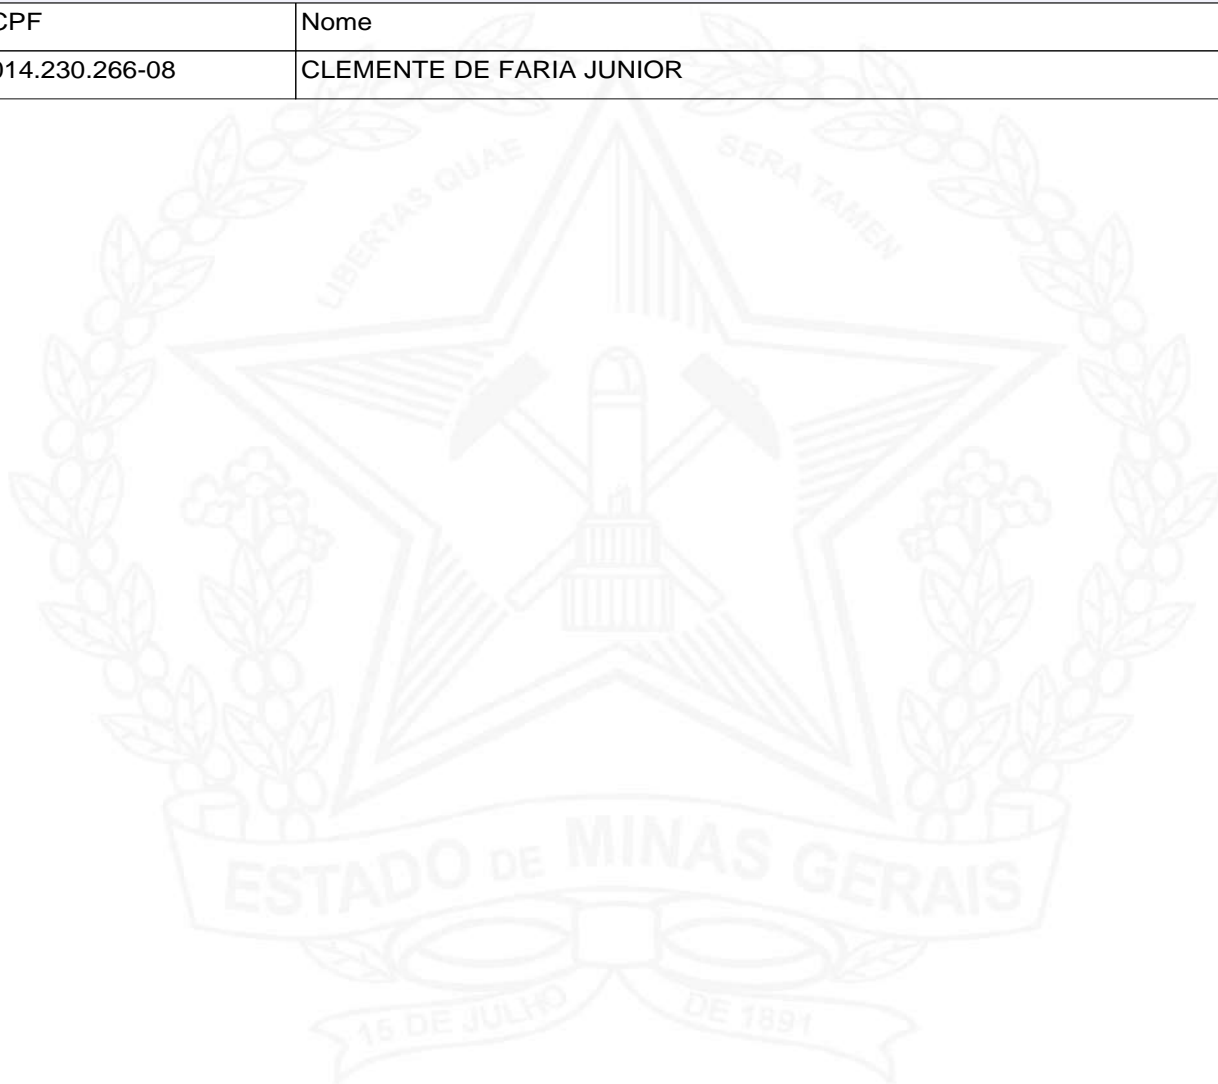 CPF Nome
014.230.266-08 CLEMENTE DE FARIA JUNIOR
LIBERTAS QUAE SERA TAMEN
ESTADO DE MINAS GERAIS
15 DE JULHO DE 1891